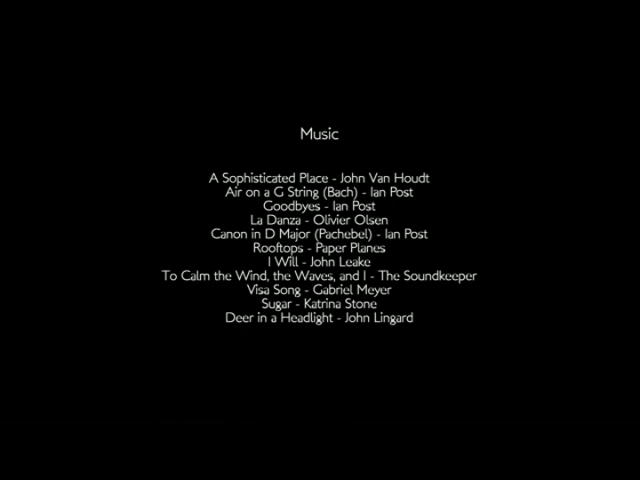 Music
A Sophisticated Place - John Van Houdt
Air on a G String (Bach) - Ian Post
Goodbyes - Ian Post
La Danza - Olivier Olsen
Canon in D Major (Pachebel) - Ian Post
Rooftops - Paper Planes
I Will - John Leake
To Calm the Wind, the Waves, and I - The Soundkeeper
Visa Song - Gabriel Meyer
Sugar - Katrina Stone
Deer in a Headlight - John Lingard